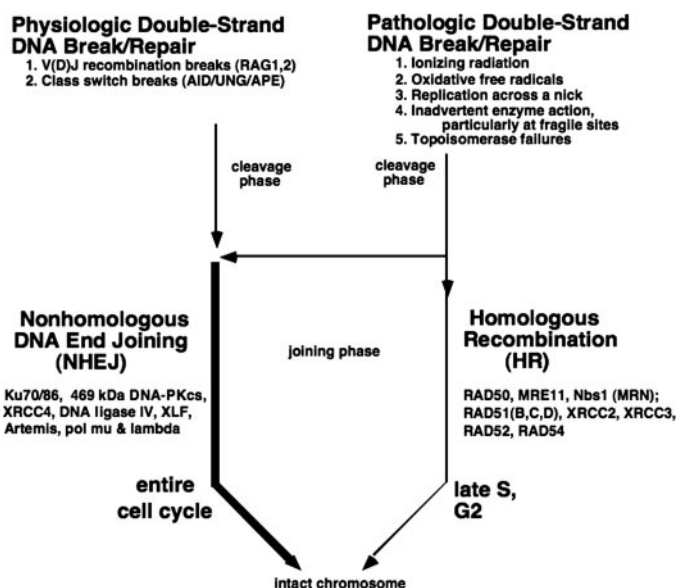 Physiologic Double-Strand
DNA Break/Repair
1. V(D)J recombination breaks (RAG1,2)
2. Class switch breaks (AID/UNG/APE)
Pathologic Double-Strand
DNA Break/Repair
1. Ionizing radiation
2. Oxidative free radicals
3. Replication across a nick
4. Inadvertent enzyme action,
particularly at fragile sites
5. Topoisomerase failures
cleavage
phase
cleavage
phase
Nonhomologous
DNA End Joining
(NHEJ)
Ku70/86, 469 kDa DNA-PKcs,
XRCC4, DNA ligase IV, XLF,
Artemis, pol mu & lambda
joining phase
Homologous
Recombination
(HR)
RAD50, MRE11, Nbs1 (MRN);
RAD51(B,C,D), XRCC2, XRCC3,
RAD52, RAD54
entire
cell cycle
late S,
G2
intact chromosome